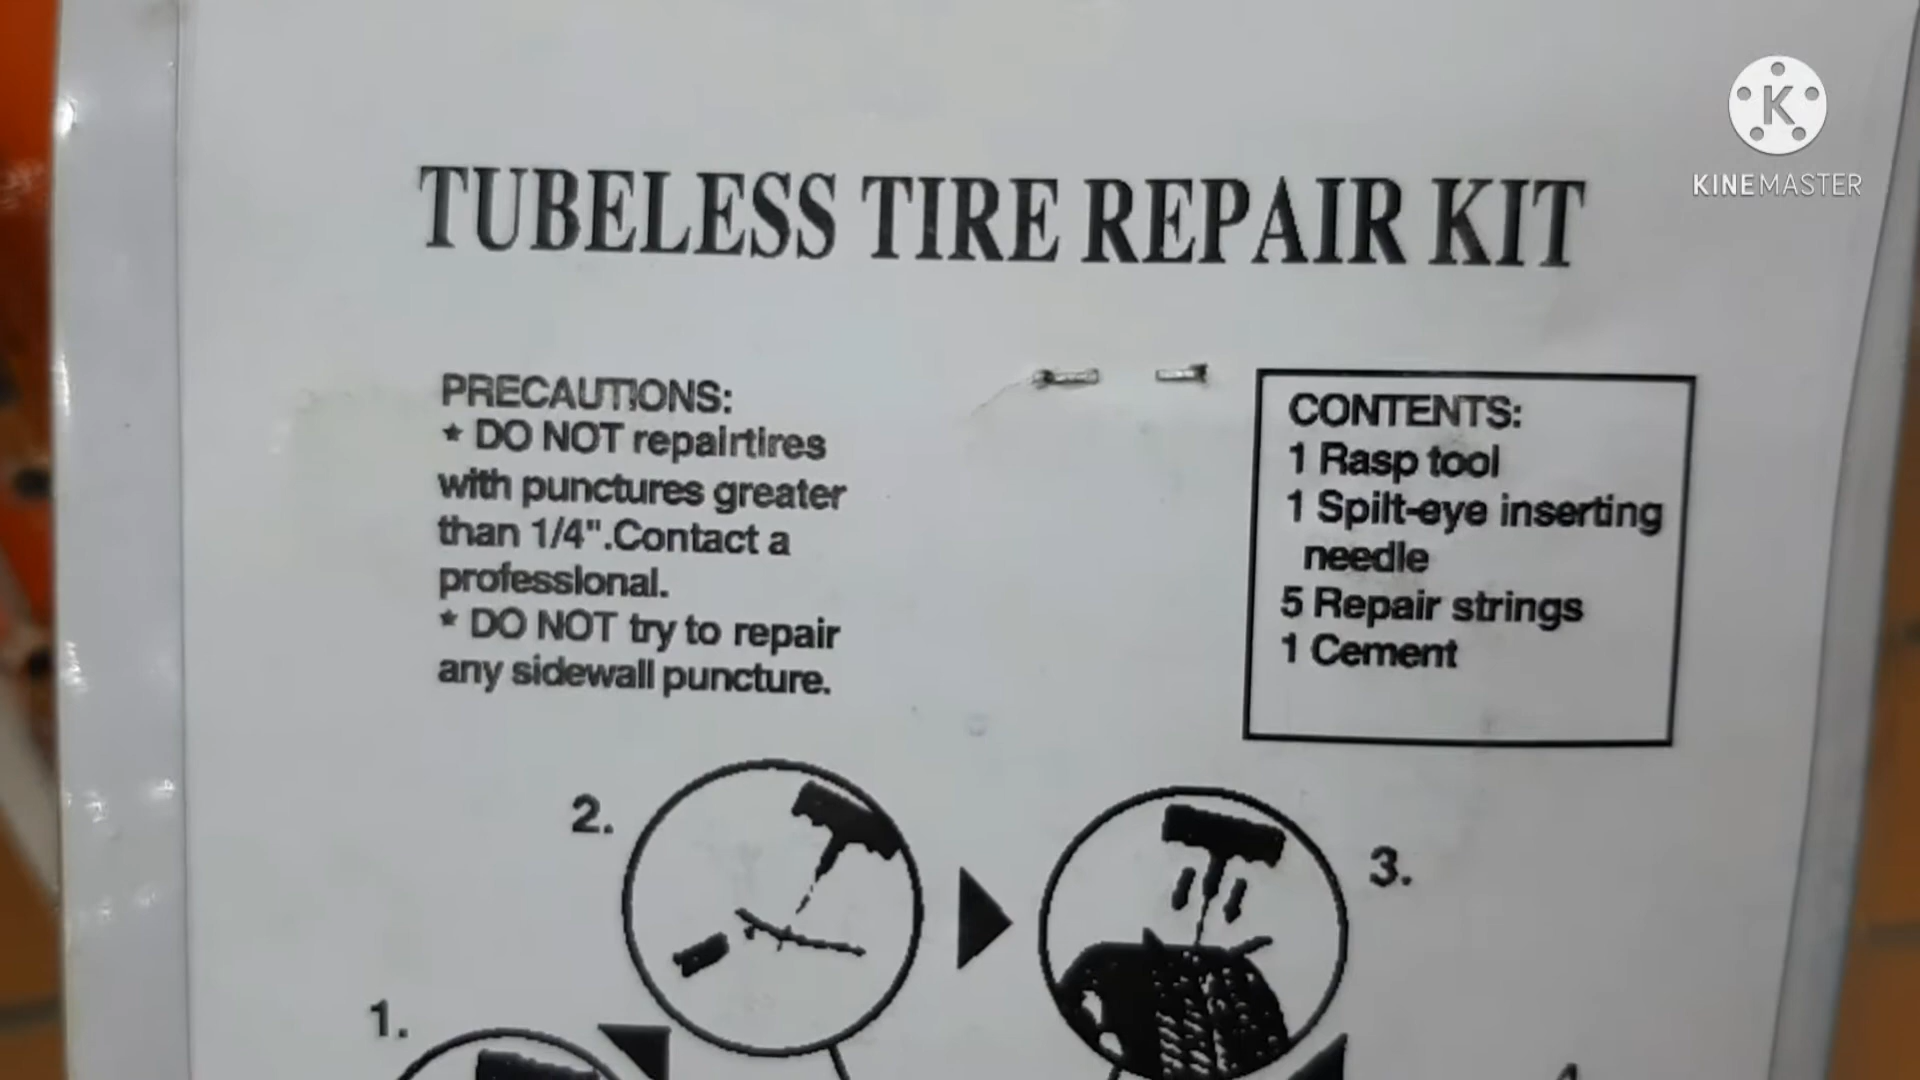 K
KINEMASTER
TUBELESS TIRE REPAIR KIT
PRECAUTIONS:
* DO NOT repairtires
with punctures greater
than 1/4".Contact a
professional.
* DO NOT try to repair
any sidewall puncture.
CONTENTS:
1 Rasp tool
1 Spilt-eye inserting
needle
5 Repair strings
1 Cement
2.
3.
1.